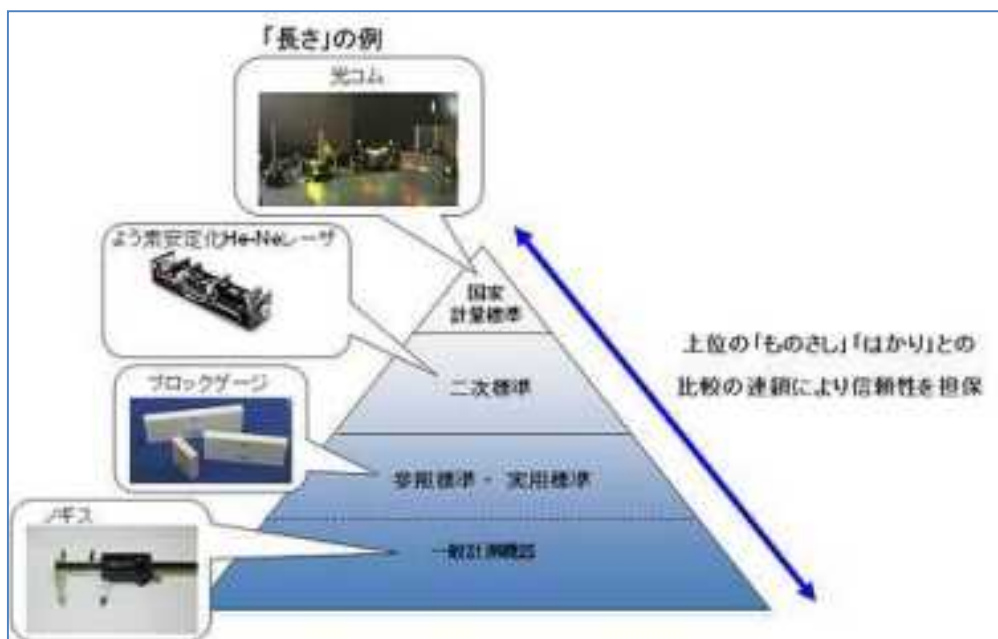 「長さ」の例
光コム
よう素安定化He-Neレーザ
国家
計量標準
上位の「ものさし」「はかり」との
比較の連鎖により信頼性を担保
二次標準
ブロックゲージ
参照標準・実用標準
ノギス
一般計測機器